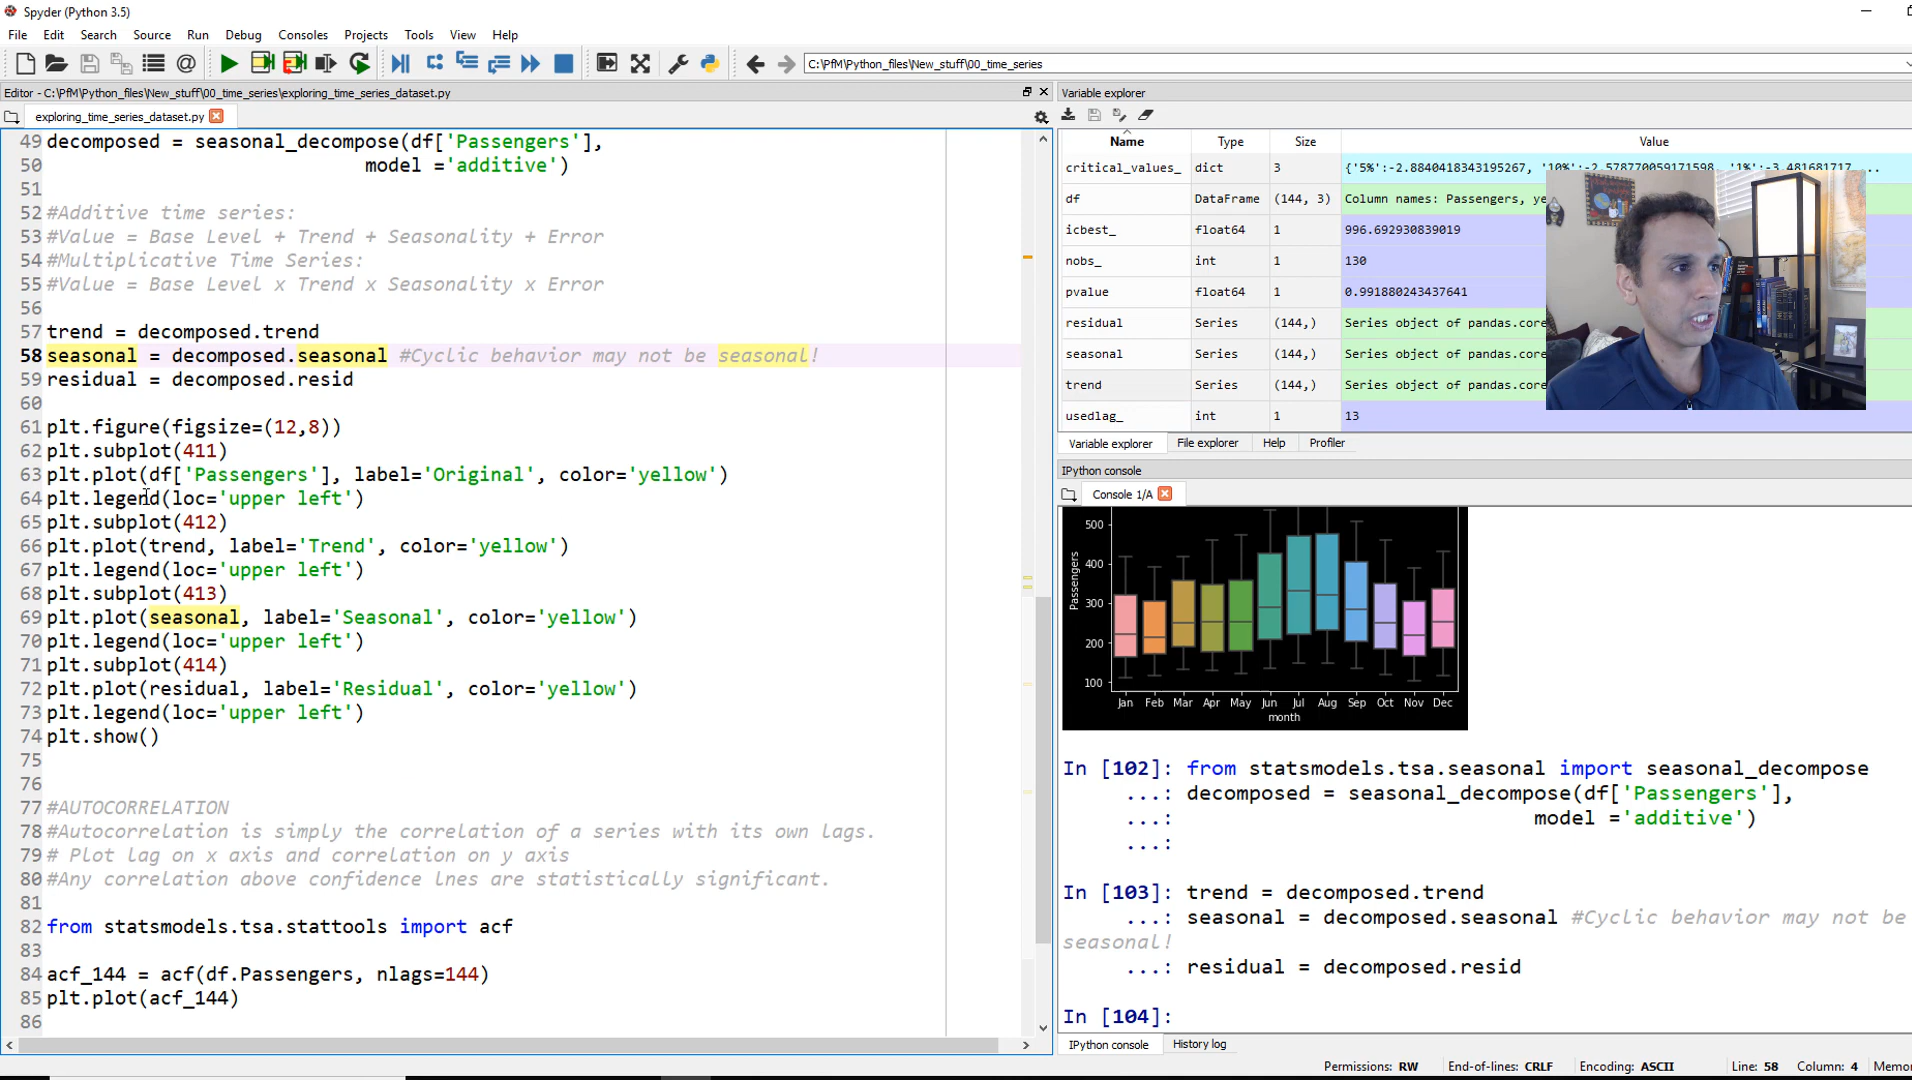 Spyder (Python 3.5)
File Edit Search Source Run Debug Consoles Projects Tools View Help
C:\PfM\Python_files\New_stuff\00_time_series
Editor - C:\PfM\Python_files\New_stuff\00_time_series\exploring_time_series_dataset.py
exploring_time_series_dataset.py
49 decomposed = seasonal_decompose(df['Passengers'],
50 model ='additive')
51
52 #Additive time series:
53 #Value = Base Level + Trend + Seasonality + Error
54 #Multiplicative Time Series:
55 #Value = Base Level x Trend x Seasonality x Error
56
57 trend = decomposed.trend
58 seasonal = decomposed.seasonal #Cyclic behavior may not be seasonal!
59 residual = decomposed.resid
60
61 plt.figure(figsize=(12,8))
62 plt.subplot(411)
63 plt.plot(df['Passengers'], label='Original', color='yellow')
64 plt.legend(loc='upper left')
65 plt.subplot(412)
66 plt.plot(trend, label='Trend', color='yellow')
67 plt.legend(loc='upper left')
68 plt.subplot(413)
69 plt.plot(seasonal, label='Seasonal', color='yellow')
70 plt.legend(loc='upper left')
71 plt.subplot(414)
72 plt.plot(residual, label='Residual', color='yellow')
73 plt.legend(loc='upper left')
74 plt.show()
75
76
77 #AUTOCORRELATION
78 #Autocorrelation is simply the correlation of a series with its own lags.
79 # Plot lag on x axis and correlation on y axis
80 #Any correlation above confidence lnes are statistically significant.
81
82 from statsmodels.tsa.stattools import acf
83
84 acf_144 = acf(df.Passengers, nlags=144)
85 plt.plot(acf_144)
86
Variable explorer
Name Type Size Value
critical_values_ dict 3 {'5%':-2.8840418343195267, '10%':-2.578770059171598, '1%':-3.481681717...
df DataFrame (144, 3) Column names: Passengers, ye
icbest_ float64 1 996.692930839019
nobs_ int 1 130
pvalue float64 1 0.991880243437641
residual Series (144,) Series object of pandas.core
seasonal Series (144,) Series object of pandas.core
trend Series (144,) Series object of pandas.core
usedlag_ int 1 13
Variable explorer File explorer Help Profiler
IPython console
Console 1/A
500
400
300
200
100
Passengers
Jan Feb Mar Apr May Jun Jul Aug Sep Oct Nov Dec
month
In [102]: from statsmodels.tsa.seasonal import seasonal_decompose
...: decomposed = seasonal_decompose(df['Passengers'],
...: model ='additive')
...:
In [103]: trend = decomposed.trend
...: seasonal = decomposed.seasonal #Cyclic behavior may not be
seasonal!
...: residual = decomposed.resid
In [104]:
IPython console History log
Permissions: RW End-of-lines: CRLF Encoding: ASCII Line: 58 Column: 4 Memor